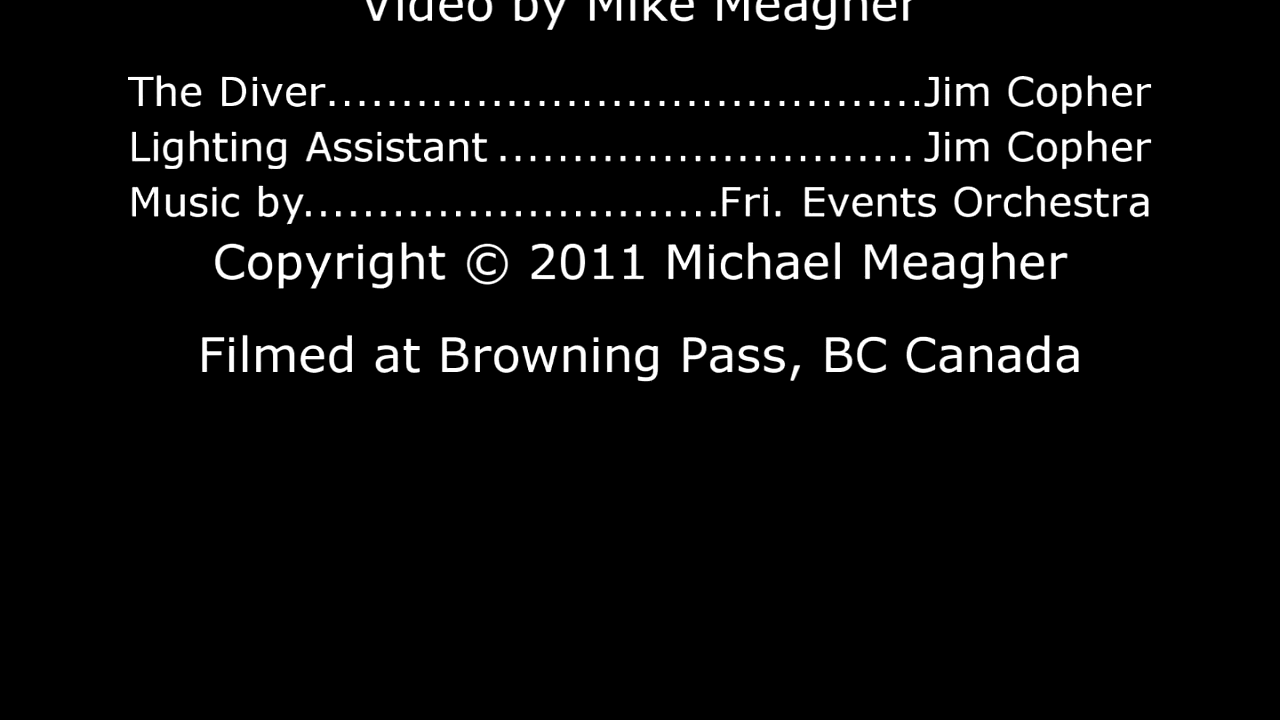 Video by Mike Meagher
The Diver........................................Jim Copher
Lighting Assistant ............................ Jim Copher
Music by............................Fri. Events Orchestra
Copyright © 2011 Michael Meagher
Filmed at Browning Pass, BC Canada